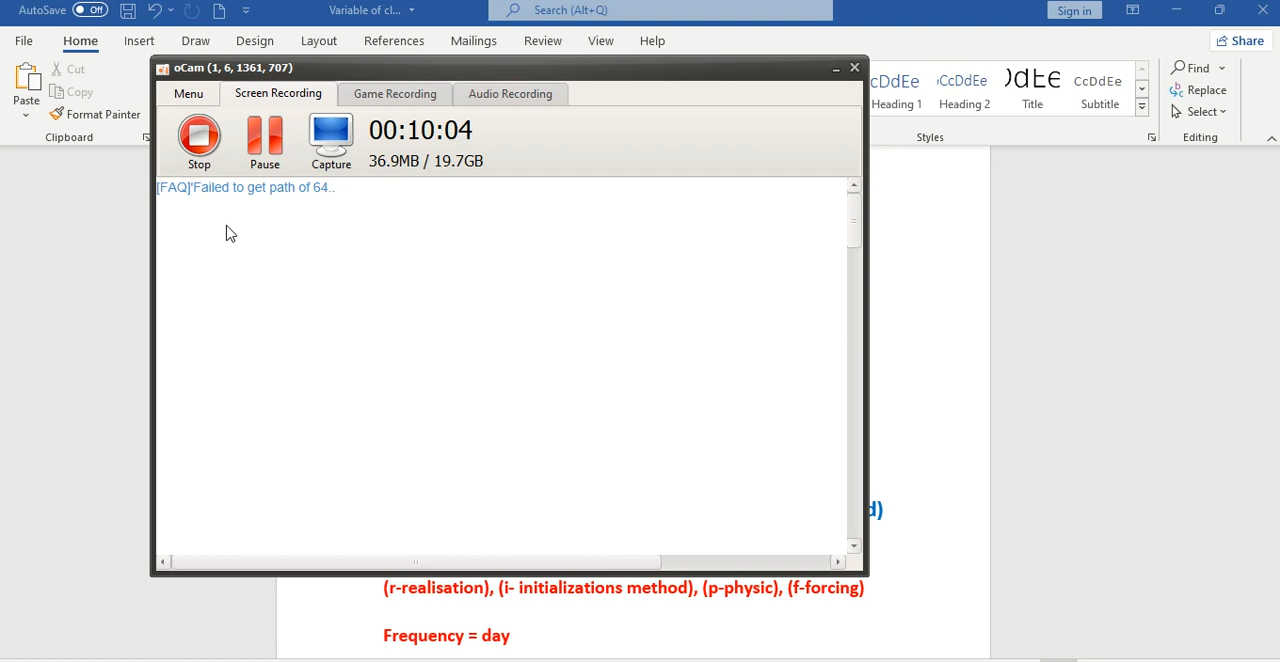 AutoSave Off Variable of cl... Search (Alt+Q) Sign in
File Home Insert Draw Design Layout References Mailings Review View Help Share
Paste Cut
Copy
Format Painter
Clipboard
oCam (1, 6, 1361, 707)
Menu Screen Recording Game Recording Audio Recording
Stop Pause Capture 00:10:04
36.9MB / 19.7GB
[FAQ]'Failed to get path of 64..
CcDdEe Heading 1
CcDdEe Heading 2
Title
CcDdEe Subtitle
Styles
Find
Replace
Select
Editing
d)
(r-realisation), (i- initializations method), (p-physic), (f-forcing)
Frequency = day